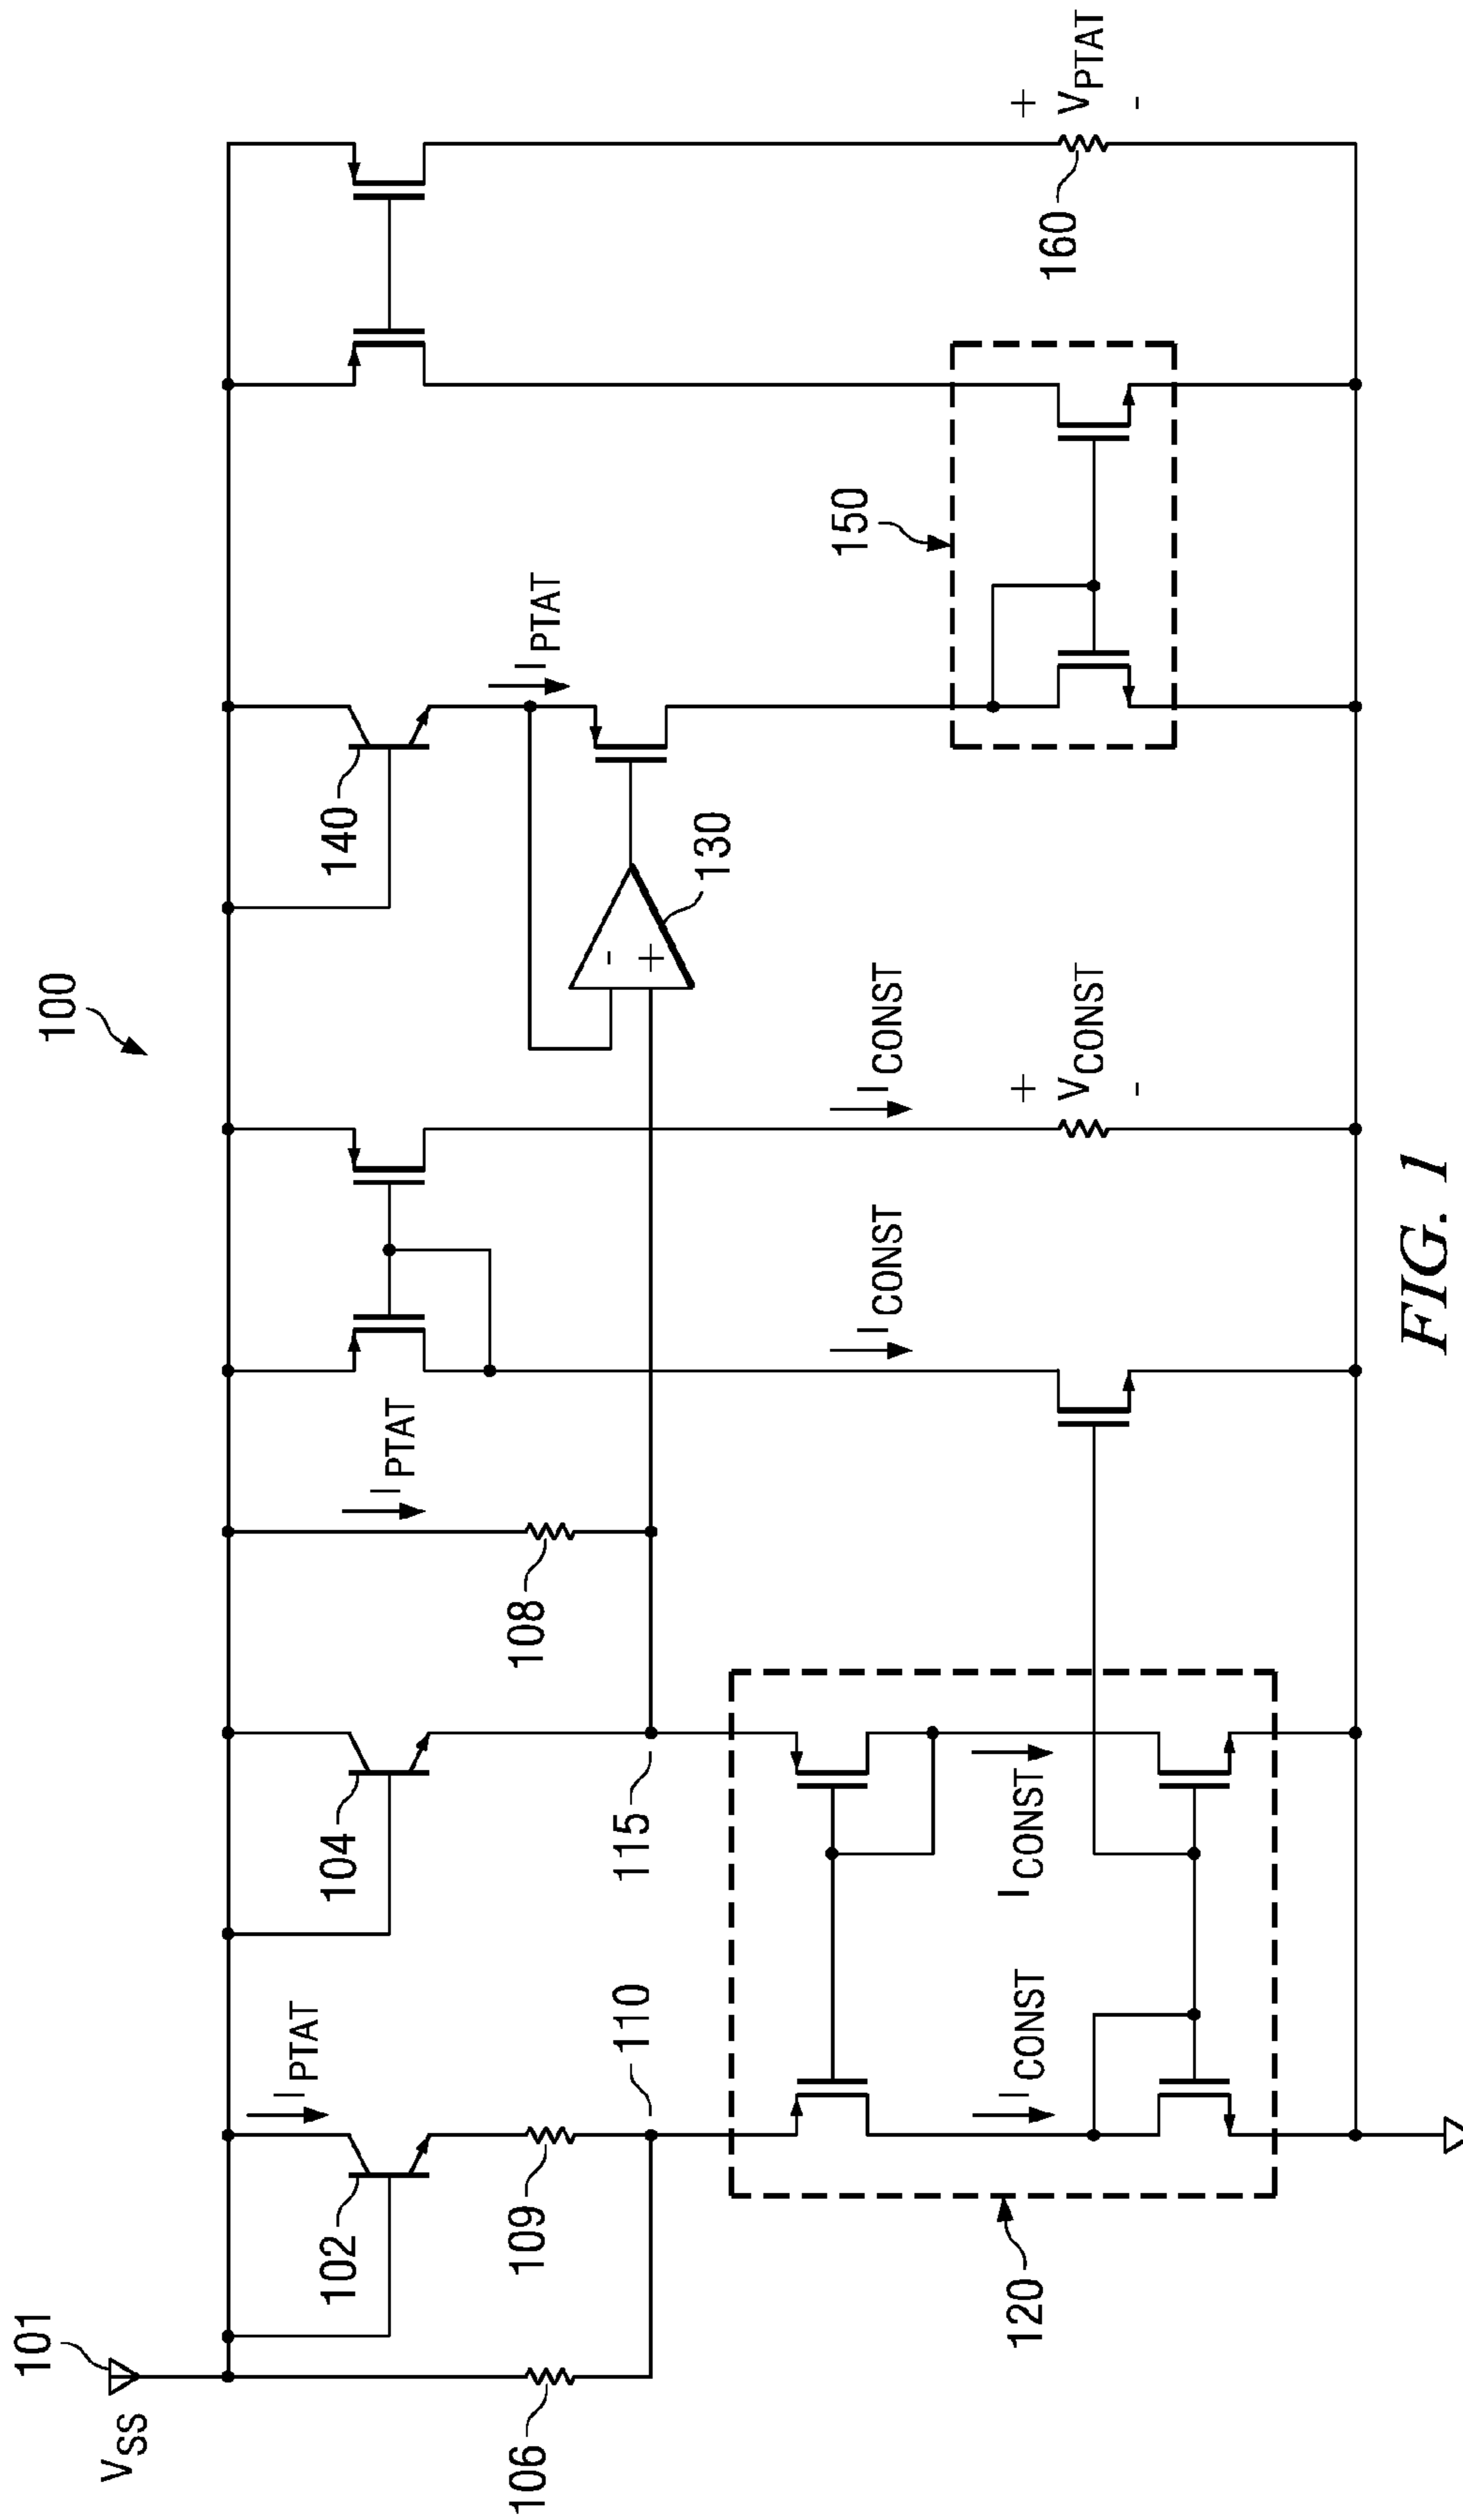 101
100
VSS
IPTAT
102
104
140
IPTAT
106
109
108
IPTAT
110
115
-
+
130
150
ICONST
ICONST
120
ICONST
ICONST
160
+
VCONST
-
+
VPTAT
-
FIG. 1